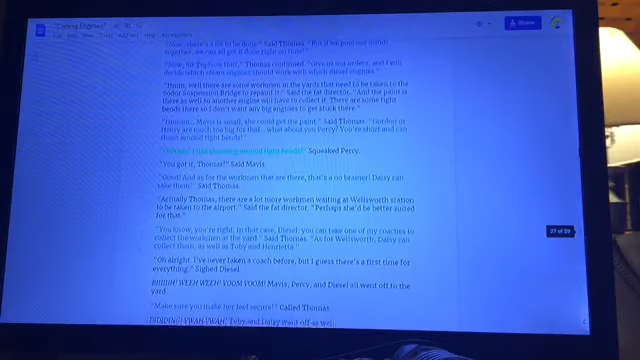 "Calling Engines"
Share
"Now, there's a lot to be done." Said Thomas. "But if we pool our minds
together, we can all get it done right on time!"
"Now, Sir Topham Hatt," Thomas continued. "Give us our orders, and I will
decide which steam engines should work with which diesel engines."
"Hmm, well there are some workmen in the yards that need to be taken to the
Sodor Suspension Bridge to repaint it." Said the fat director. "And the paint is
there as well so another engine will have to collect it. There are some tight
bends there so I don't want any big engines to get stuck there."
Mavis is small, she could get the paint." Said Thomas. "Gordon or
Henry are much too big for that... what about you Percy? You're short and can
around tight bends!"
I like around tight bends!" Squeaked Percy.
"You got it, Thomas!" Said Mavis.
"Good! And as for the workmen that are there, that's a no brainer! Daisy can
take them!" Said Thomas.
"Actually Thomas, there are a lot more workmen waiting at Wellsworth station
to be taken to the airport." Said the fat director. "Perhaps she'd be better suited
for that."
"You know, you're right. In that case, Diesel, you can take one of my coaches to
collect the workmen at the yard." Said Thomas. "As for Wellsworth, Daisy can
collect them, as well as Toby and Henrietta."
"Oh alright. I've never taken a coach before, but I guess there's a first time for
everything." Sighed Diesel.
WEEH! WEEH! VOOM! VOOM! Mavis, Percy, and Diesel all went off to the
yard.
"Make sure you make her feel secure!" Called Thomas.
DIDIDING! VWAH-VWAH! Toby and Daisy went off as well
27 of 29